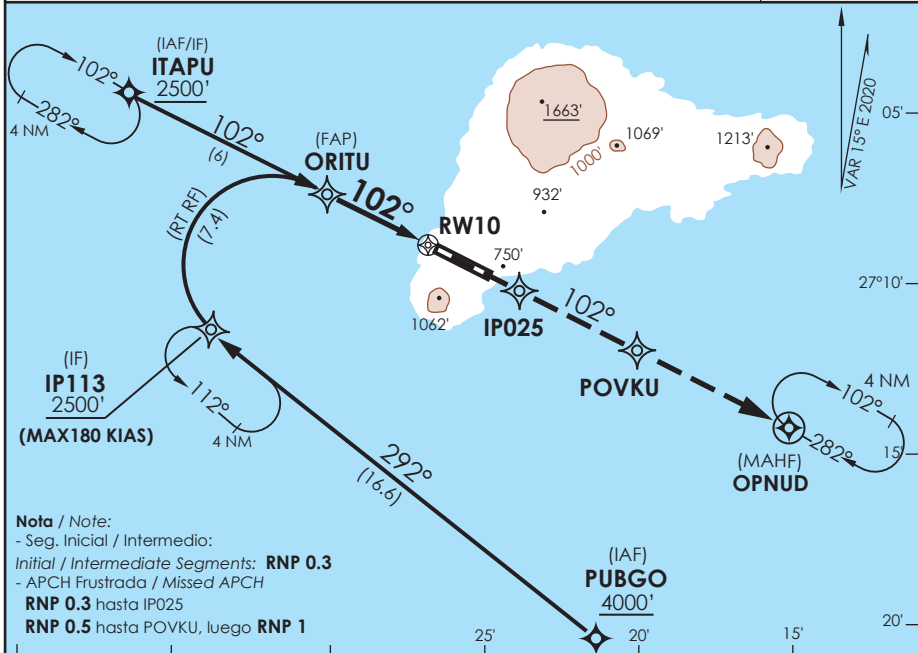 (IAF/IF)
ITAPU
2500'
102°
282°
4 NM
102°
(6)
(FAP)
ORITU
102°
RW10
(RT RF)
(7.4)
1663'
1000'
1069'
1213'
932'
750'
1062'
VAR 15° E 2020
05'
27°10'
15'
20'
IP025
102°
POVKU
4 NM
102°
282°
(MAHF)
OPNUD
(IF)
IP113
2500'
(MAX180 KIAS)
112°
4 NM
292°
(16.6)
(IAF)
PUBGO
4000'
Nota / Note:
- Seg. Inicial / Intermedio:
Initial / Intermediate Segments: RNP 0.3
- APCH Frustrada / Missed APCH
RNP 0.3 hasta IP025
RNP 0.5 hasta POVKU, luego RNP 1
25'
20'
15'